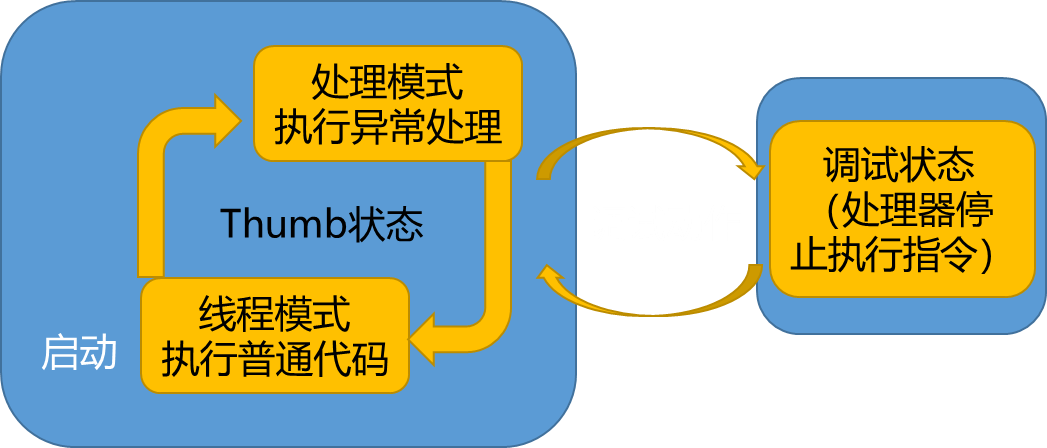 处理模式
执行异常处理
Thumb状态
线程模式
执行普通代码
启动
调试状态
（处理器停
止执行指令）